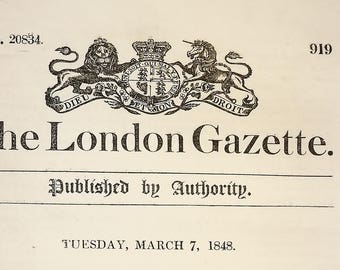 . 20834. 919
DIEU ET MON DROIT
he London Gazette.
Published by Authority.
TUESDAY, MARCH 7, 1848.